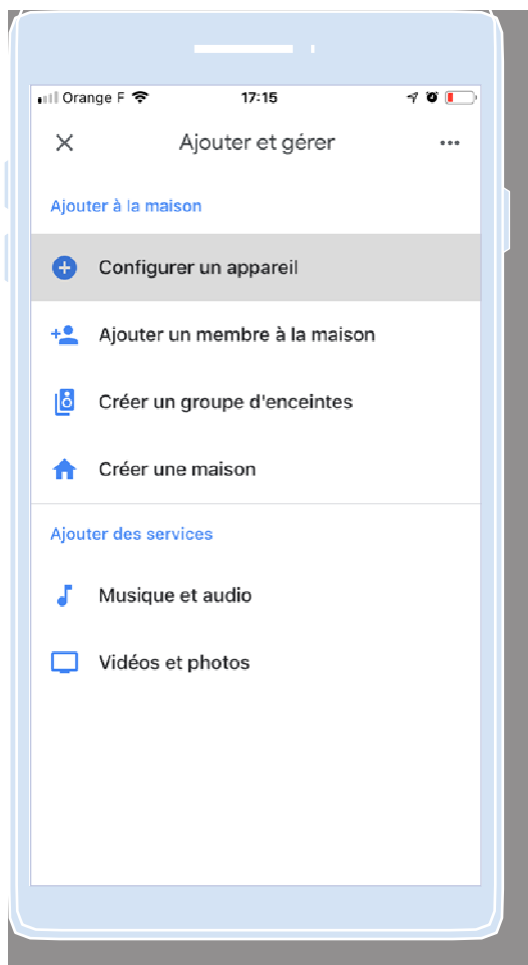 Orange F 17:15
Ajouter et gérer
Ajouter à la maison
Configurer un appareil
Ajouter un membre à la maison
Créer un groupe d'enceintes
Créer une maison
Ajouter des services
Musique et audio
Vidéos et photos